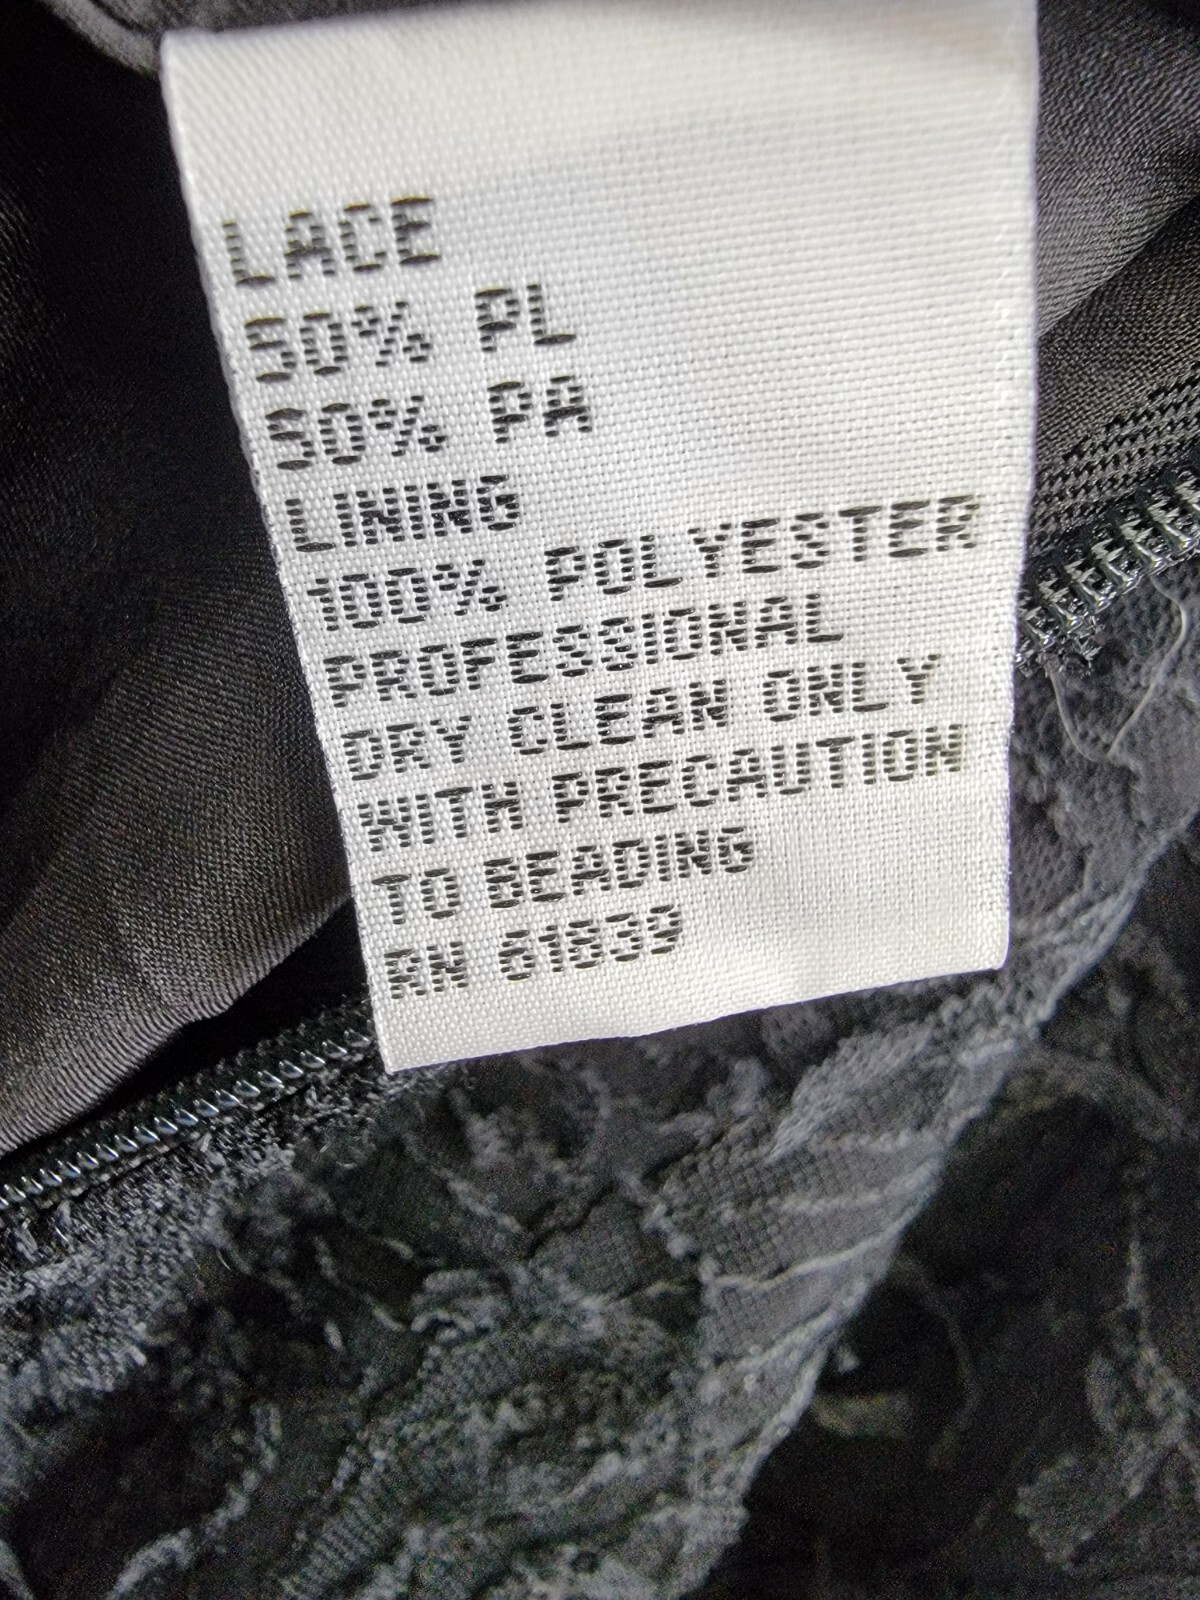 LACE
50% PL
50% PA
LINING
100% POLYESTER
PROFESSIONAL
DRY CLEAN ONLY
WITH PRECAUTION
TO BEADING
RN 61839